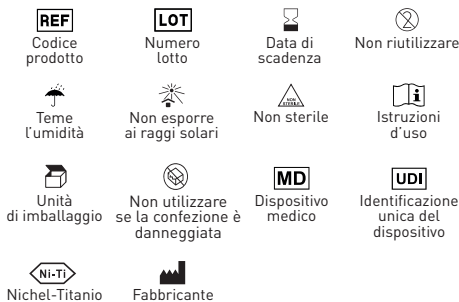 REF
LOT
Codice
prodotto
Numero
lotto
Data di
scadenza
2
Non riutilizzare
Teme
l'umidità
Non esporre
ai raggi solari
NON
STERILE
Non sterile
i
Istruzioni
d'uso
Unità
di imballaggio
Non utilizzare
se la confezione è
danneggiata
MD
Dispositivo
medico
UDI
Identificazione
unica del
dispositivo
Ni-Ti
Nichel-Titanio
Fabbricante